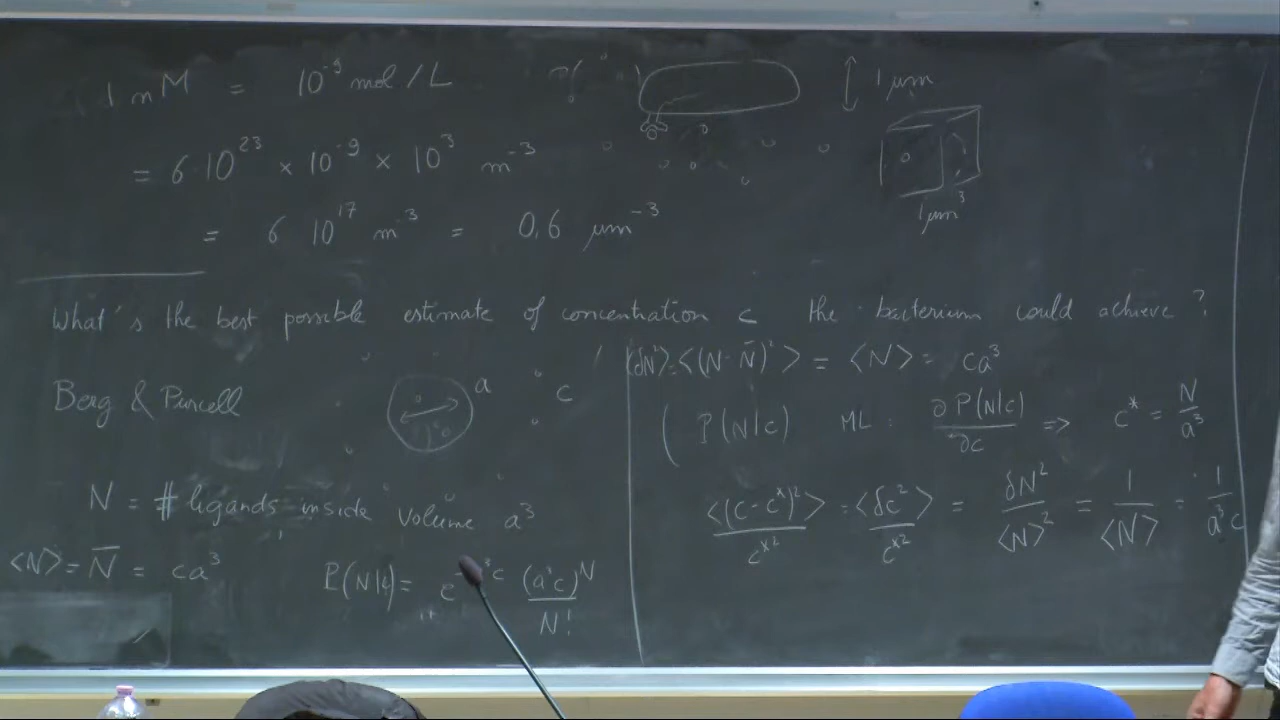 1 nM = 10⁻⁹ mol/L
1 μm
= 6·10²³ × 10⁻⁹ × 10³ m⁻³
1 μm³
= 6 10¹⁷ m⁻³ = 0,6 μm⁻³
What's the best possible estimate of concentration c the bacterium could achieve ?
Berg & Purcell
a
c
N = # ligands inside volume a³
<N> = N̄ = ca³
P(N|c) = e c (a³c)ᴺ / N!
<δN²> = <(N-N̄)²> = <N> = ca³
( P(N|c) ML : ∂P(N|c) / ∂c => c* = N / a³
<(c-c*)²> / c*² = <δc²> / c*² = δN² / <N>² = 1 / <N> = 1 / a³c